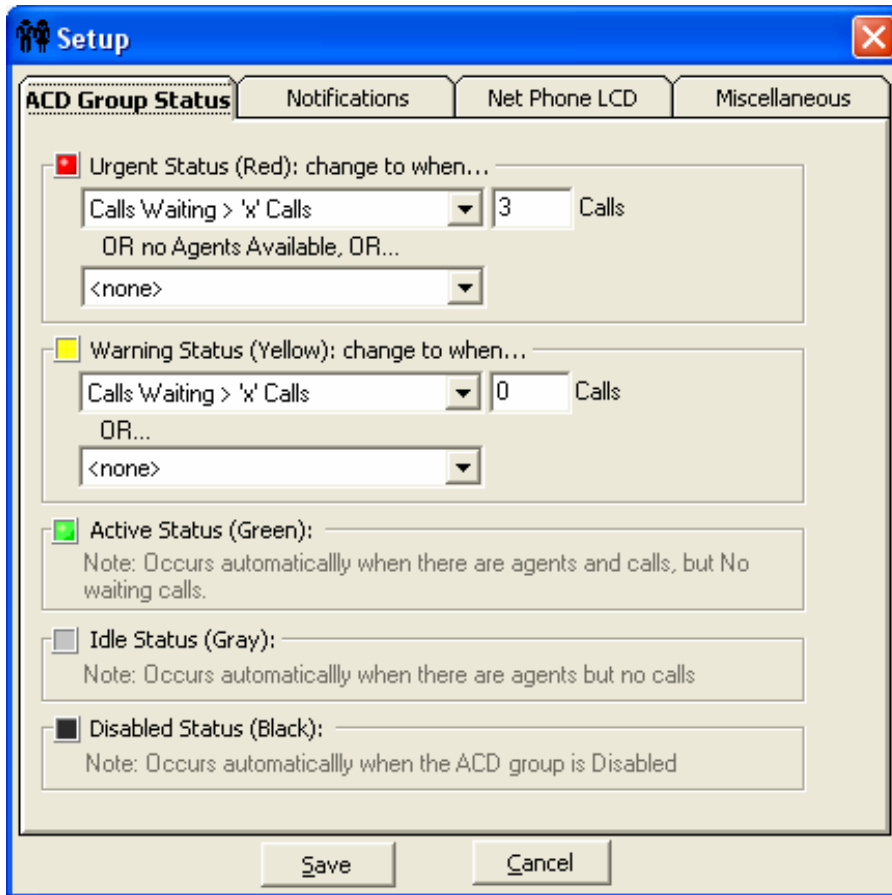 Setup
ACD Group Status
Notifications
Net Phone LCD
Miscellaneous
Urgent Status (Red): change to when...
Calls Waiting > 'x' Calls
3
Calls
OR no Agents Available, OR...
<none>
Warning Status (Yellow): change to when...
Calls Waiting > 'x' Calls
0
Calls
OR...
<none>
Active Status (Green):
Note: Occurs automaticallly when there are agents and calls, but No
waiting calls.
Idle Status (Gray):
Note: Occurs automaticallly when there are agents but no calls
Disabled Status (Black):
Note: Occurs automaticallly when the ACD group is Disabled
Save
Cancel